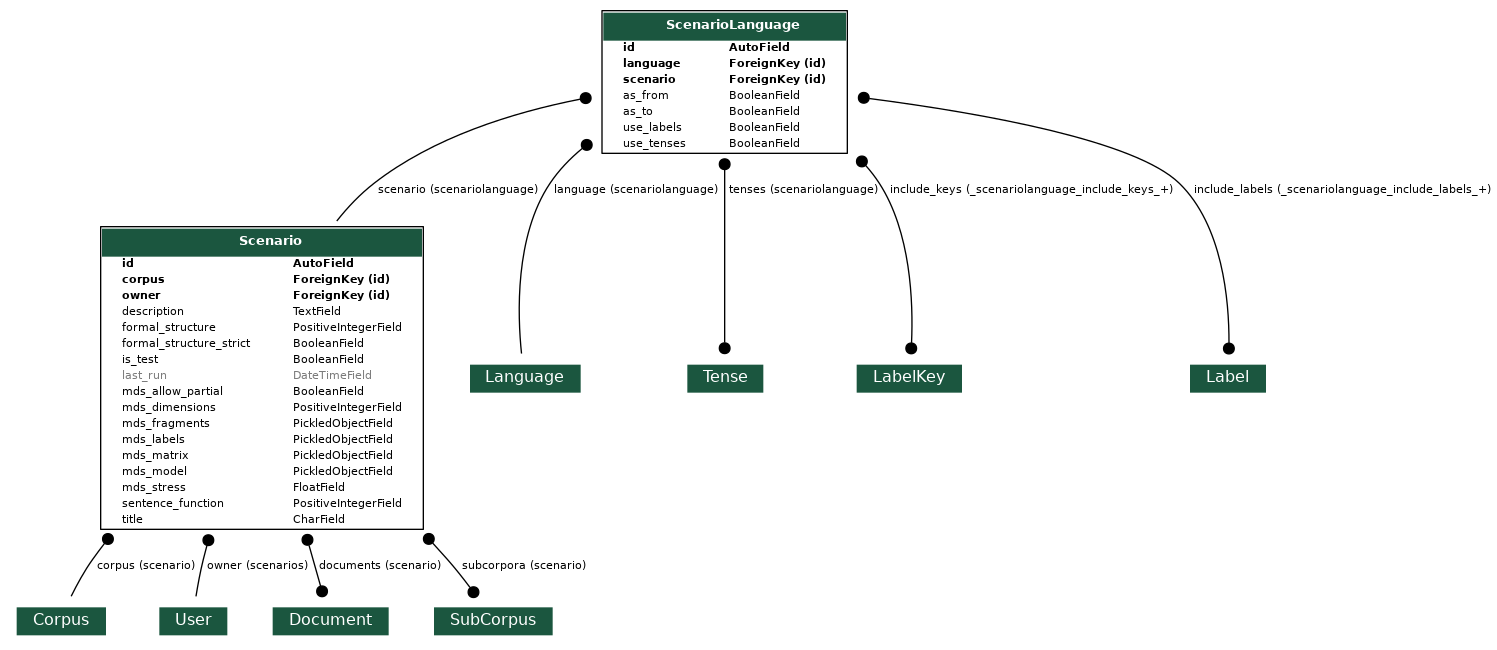 ScenarioLanguage
id AutoField
language ForeignKey (id)
scenario ForeignKey (id)
as_from BooleanField
as_to BooleanField
use_labels BooleanField
use_tenses BooleanField
scenario (scenariolanguage) language (scenariolanguage) tenses (scenariolanguage) include_keys (_scenariolanguage_include_keys_+) include_labels (_scenariolanguage_include_labels_+)
Scenario
id AutoField
corpus ForeignKey (id)
owner ForeignKey (id)
description TextField
formal_structure PositiveIntegerField
formal_structure_strict BooleanField
is_test BooleanField
last_run DateTimeField
mds_allow_partial BooleanField
mds_dimensions PositiveIntegerField
mds_fragments PickledObjectField
mds_labels PickledObjectField
mds_matrix PickledObjectField
mds_model PickledObjectField
mds_stress FloatField
sentence_function PositiveIntegerField
title CharField
Language Tense LabelKey Label
corpus (scenario) owner (scenarios) documents (scenario) subcorpora (scenario)
Corpus User Document SubCorpus